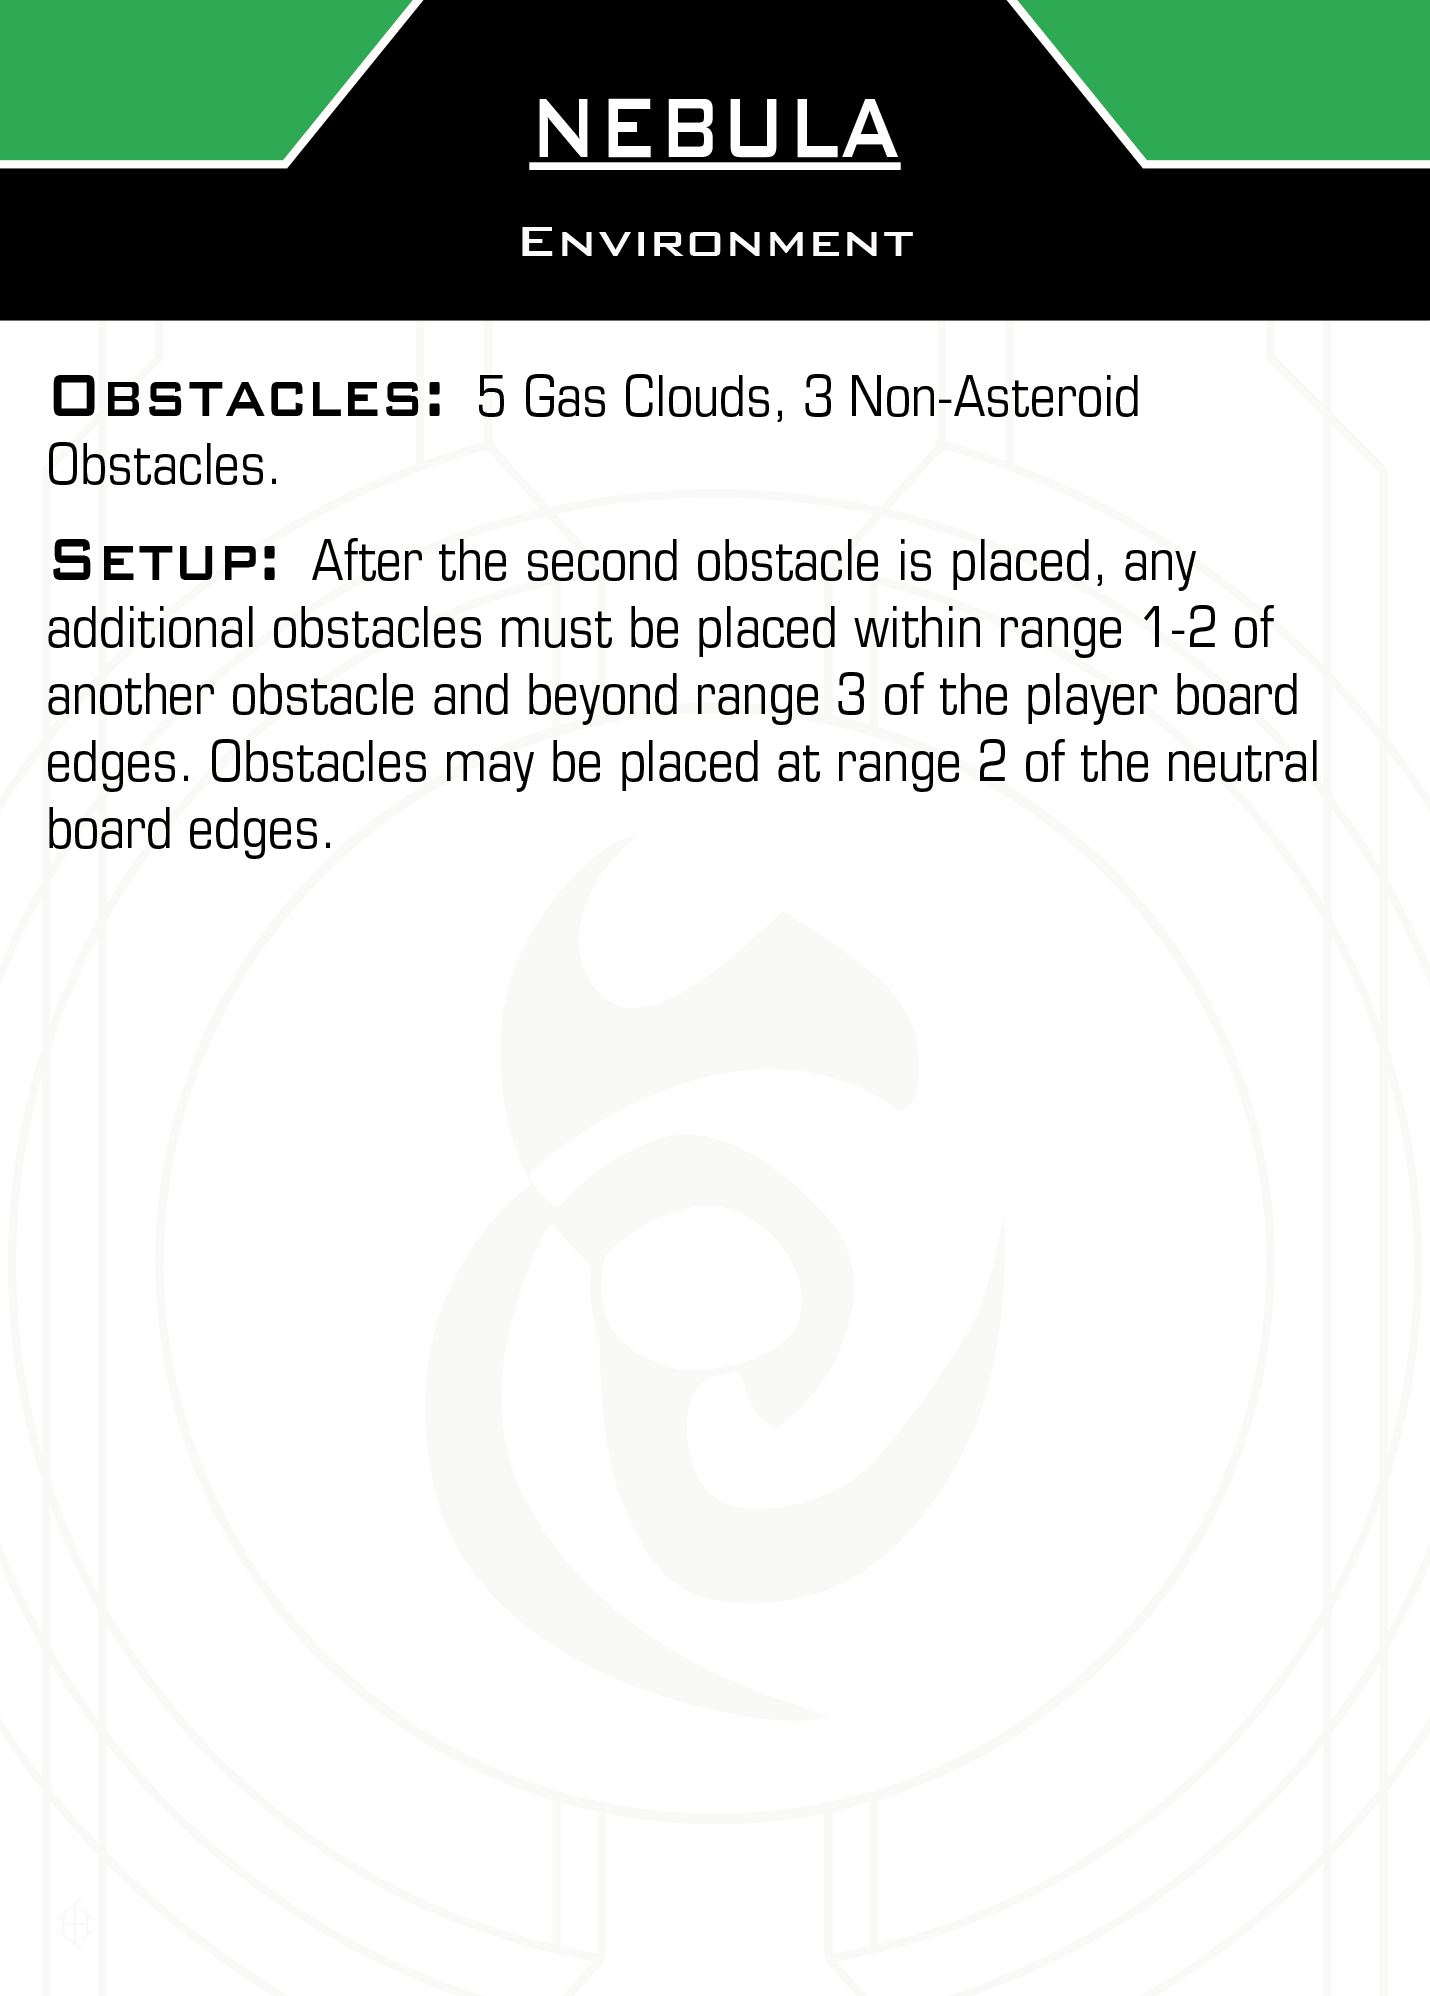 NEBULA
Environment
Obstacles: 5 Gas Clouds, 3 Non-Asteroid
Obstacles.
Setup: After the second obstacle is placed, any
additional obstacles must be placed within range 1-2 of
another obstacle and beyond range 3 of the player board
edges. Obstacles may be placed at range 2 of the neutral
board edges.